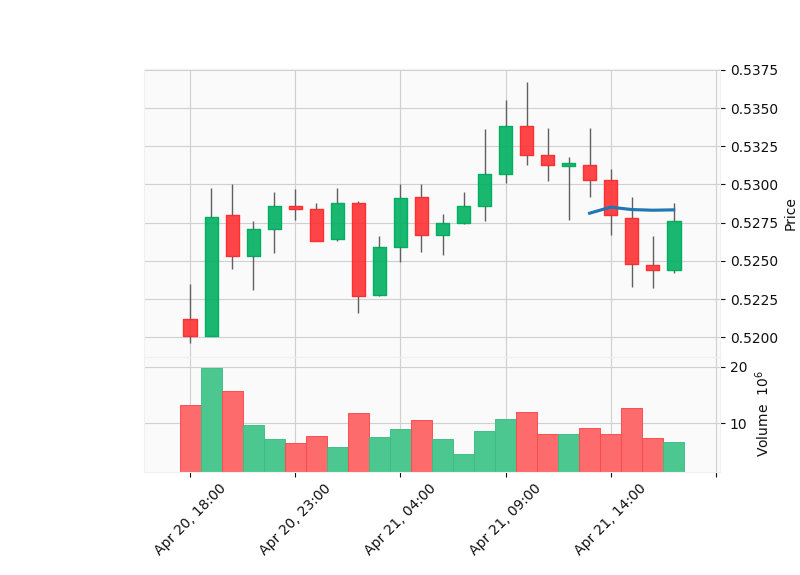 0.5375
0.5350
0.5325
0.5300
0.5275
0.5250
0.5225
0.5200
Price
20
10
Volume 10^6
Apr 20, 18:00
Apr 20, 23:00
Apr 21, 04:00
Apr 21, 09:00
Apr 21, 14:00